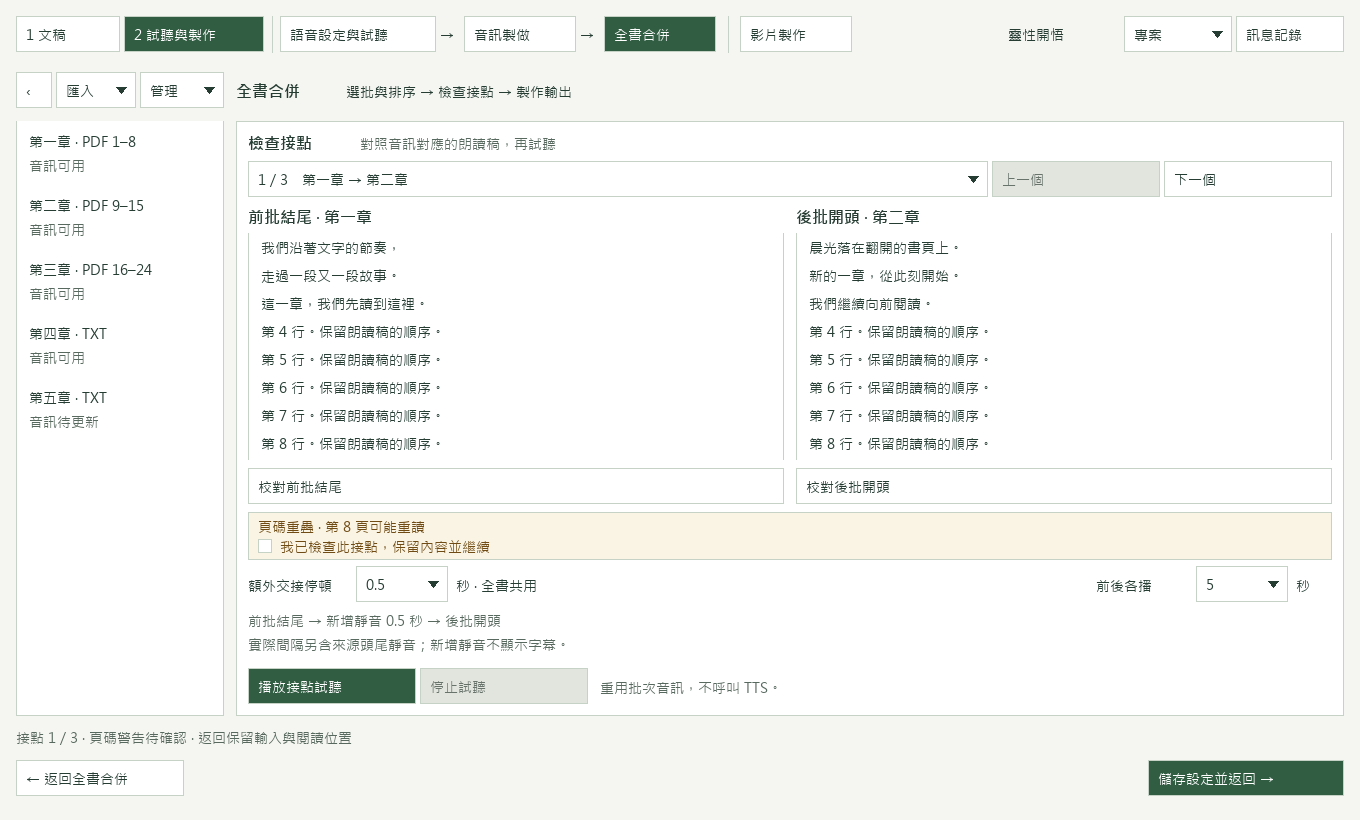 1 文稿
2 試聽與製作
語音設定與試聽 →
音訊製做 →
全書合併
影片製作
靈性開悟
專案
訊息記錄
‹
匯入
管理
全書合併
選批與排序 → 檢查接點 → 製作輸出
第一章 · PDF 1–8
音訊可用
第二章 · PDF 9–15
音訊可用
第三章 · PDF 16–24
音訊可用
第四章 · TXT
音訊可用
第五章 · TXT
音訊待更新
檢查接點
對照音訊對應的朗讀稿，再試聽
1 / 3 第一章 → 第二章
上一個
下一個
前批結尾 · 第一章
我們沿著文字的節奏，
走過一段又一段故事。
這一章，我們先讀到這裡。
第 4 行。保留朗讀稿的順序。
第 5 行。保留朗讀稿的順序。
第 6 行。保留朗讀稿的順序。
第 7 行。保留朗讀稿的順序。
第 8 行。保留朗讀稿的順序。
校對前批結尾
後批開頭 · 第二章
晨光落在翻開的書頁上。
新的一章，從此刻開始。
我們繼續向前閱讀。
第 4 行。保留朗讀稿的順序。
第 5 行。保留朗讀稿的順序。
第 6 行。保留朗讀稿的順序。
第 7 行。保留朗讀稿的順序。
第 8 行。保留朗讀稿的順序。
校對後批開頭
頁碼重疊 · 第 8 頁可能重讀
我已檢查此接點，保留內容並繼續
額外交接停頓
0.5
秒 · 全書共用
前後各播
5
秒
前批結尾 → 新增靜音 0.5 秒 → 後批開頭
實際間隔另含來源頭尾靜音；新增靜音不顯示字幕。
播放接點試聽
停止試聽
重用批次音訊，不呼叫 TTS。
接點 1 / 3 · 頁碼警告待確認 · 返回保留輸入與閱讀位置
← 返回全書合併
儲存設定並返回 →